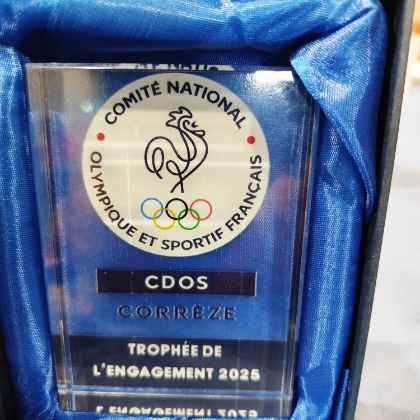 COMITÉ NATIONAL
OLYMPIQUE ET SPORTIF FRANÇAIS
CDOS
CORRÈZE
TROPHÉE DE
L'ENGAGEMENT 2025